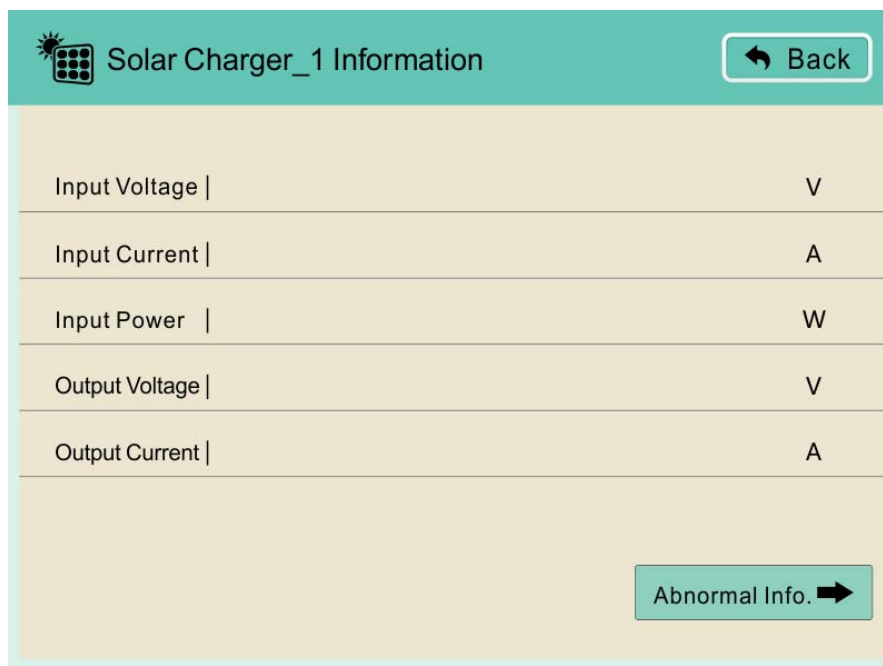 Solar Charger_1 Information
Back
Input Voltage | V
Input Current | A
Input Power | W
Output Voltage | V
Output Current | A
Abnormal Info.